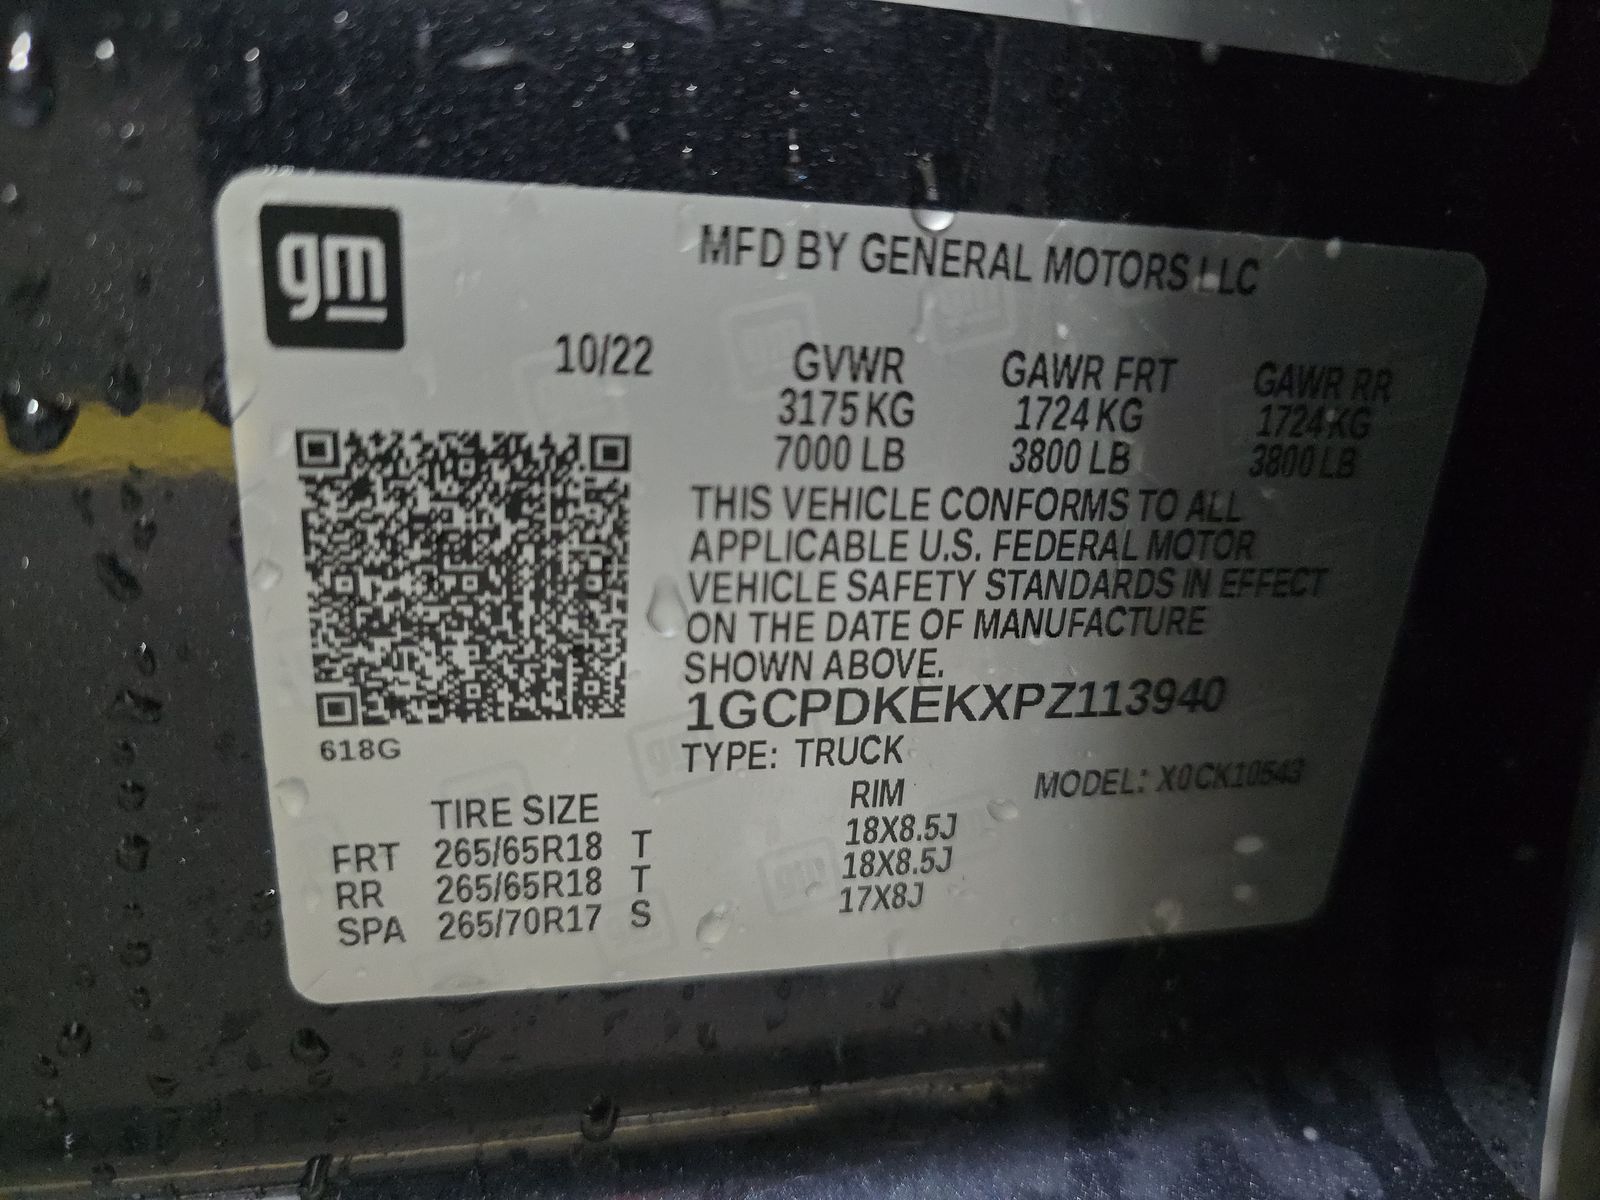 gm
MFD BY GENERAL MOTORS LLC
10/22
GVWR GAWR FRT GAWR RR
3175 KG 1724 KG 1724 KG
7000 LB 3800 LB 3800 LB
THIS VEHICLE CONFORMS TO ALL
APPLICABLE U.S. FEDERAL MOTOR
VEHICLE SAFETY STANDARDS IN EFFECT
ON THE DATE OF MANUFACTURE
SHOWN ABOVE.
1GCPDKEKXPZ113940
618G
TYPE: TRUCK
MODEL: X0CK10543
TIRE SIZE RIM
FRT 265/65R18 T 18X8.5J
RR 265/65R18 T 18X8.5J
SPA 265/70R17 S 17X8J